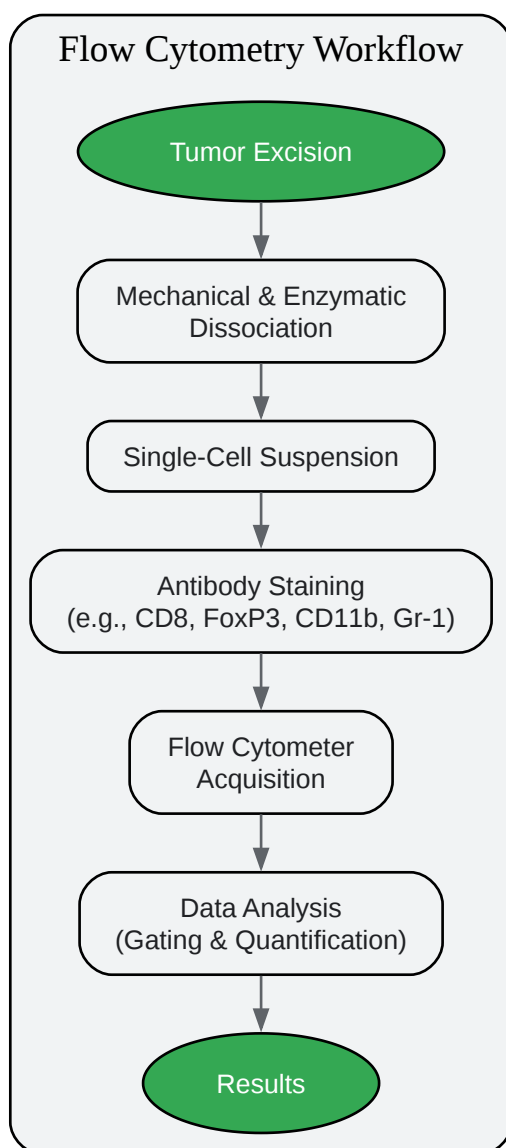 Flow Cytometry Workflow
Tumor Excision
Mechanical & Enzymatic
Dissociation
Single-Cell Suspension
Antibody Staining
(e.g., CD8, FoxP3, CD11b, Gr-1)
Flow Cytometer
Acquisition
Data Analysis
(Gating & Quantification)
Results